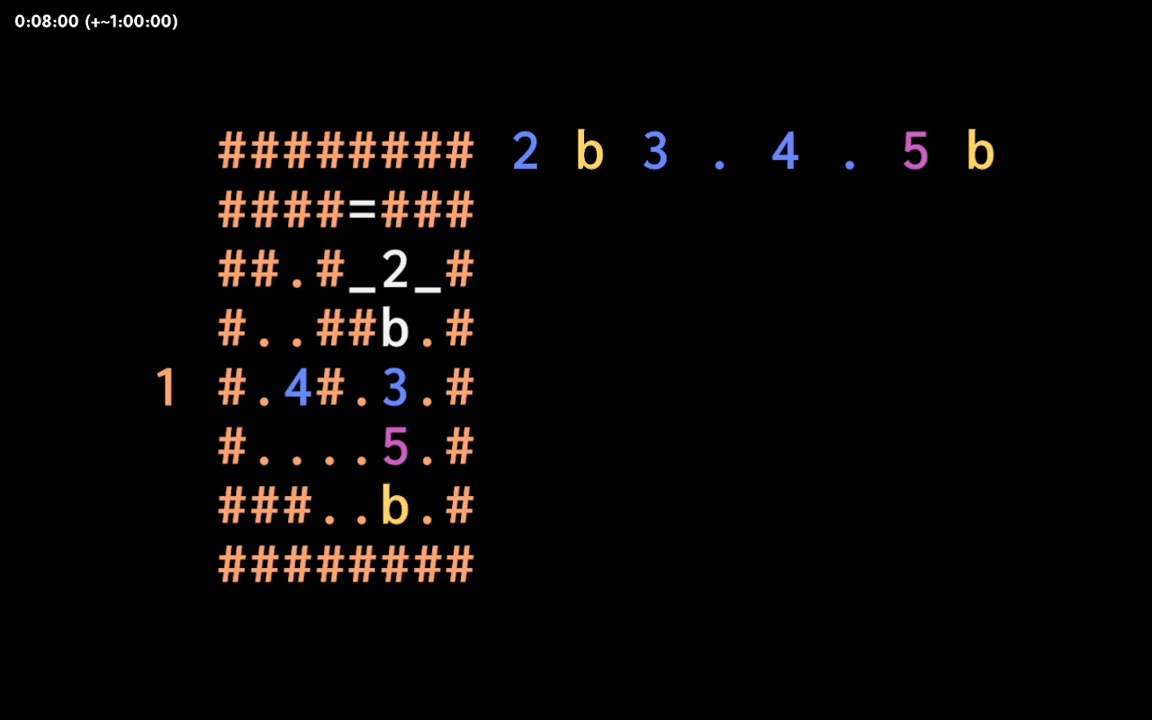 0:08:00 (+~1:00:00)
######## 2 b 3 . 4 . 5 b
####=###
##.#_2_#
#..##b.#
1 #.4#.3.#
#....5.#
###..b.#
########